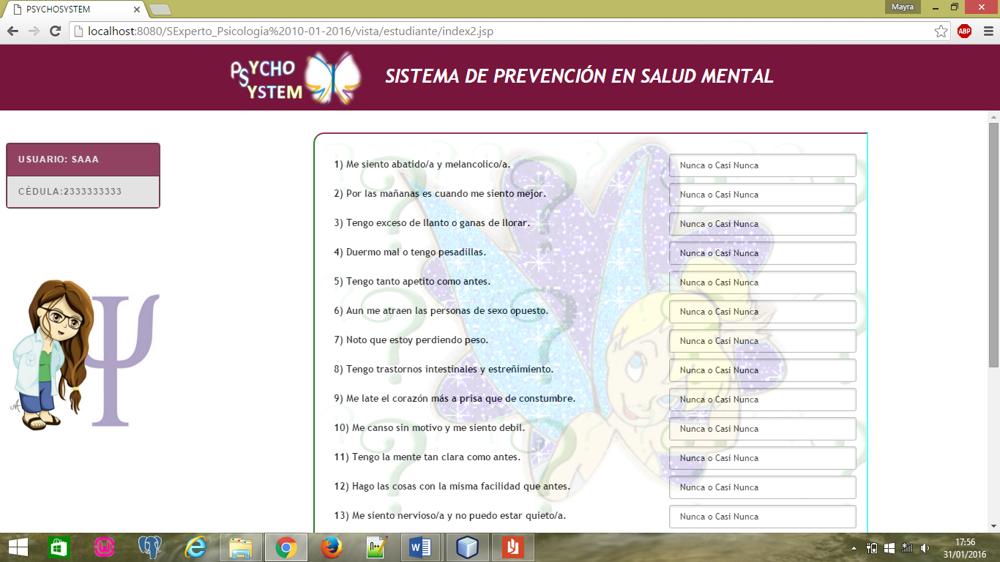 PSYCHOSYSTEM
Mayra
localhost:8080/SExperto_Psicologia%2010-01-2016/vista/estudiante/index2.jsp
ABP
PSYCHO
YSTEM
SISTEMA DE PREVENCIÓN EN SALUD MENTAL
USUARIO: SAAA
CÉDULA:2333333333
1) Me siento abatido/a y melancolico/a. Nunca o Casi Nunca
2) Por las mañanas es cuando me siento mejor. Nunca o Casi Nunca
3) Tengo exceso de llanto o ganas de llorar. Nunca o Casi Nunca
4) Duermo mal o tengo pesadillas. Nunca o Casi Nunca
5) Tengo tanto apetito como antes. Nunca o Casi Nunca
6) Aun me atraen las personas de sexo opuesto. Nunca o Casi Nunca
7) Noto que estoy perdiendo peso. Nunca o Casi Nunca
8) Tengo trastornos intestinales y estreñimiento. Nunca o Casi Nunca
9) Me late el corazón más a prisa que de constumbre. Nunca o Casi Nunca
10) Me canso sin motivo y me siento debil. Nunca o Casi Nunca
11) Tengo la mente tan clara como antes. Nunca o Casi Nunca
12) Hago las cosas con la misma facilidad que antes. Nunca o Casi Nunca
13) Me siento nervioso/a y no puedo estar quieto/a. Nunca o Casi Nunca
17:56
31/01/2016